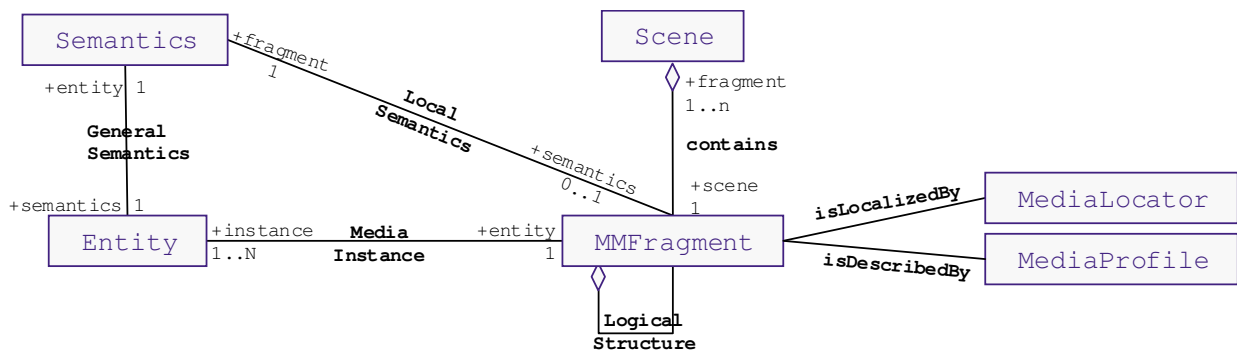 Semantics
Scene
+fragment
1
+fragment
1..n
+entity 1
Local
Semantics
General
Semantics
contains
+semantics
0..1
+scene
1
MediaLocator
isLocalizedBy
+semantics 1
Entity
+instance
1..N
Media
Instance
+entity
1
MMFragment
isDescribedBy
MediaProfile
Logical
Structure